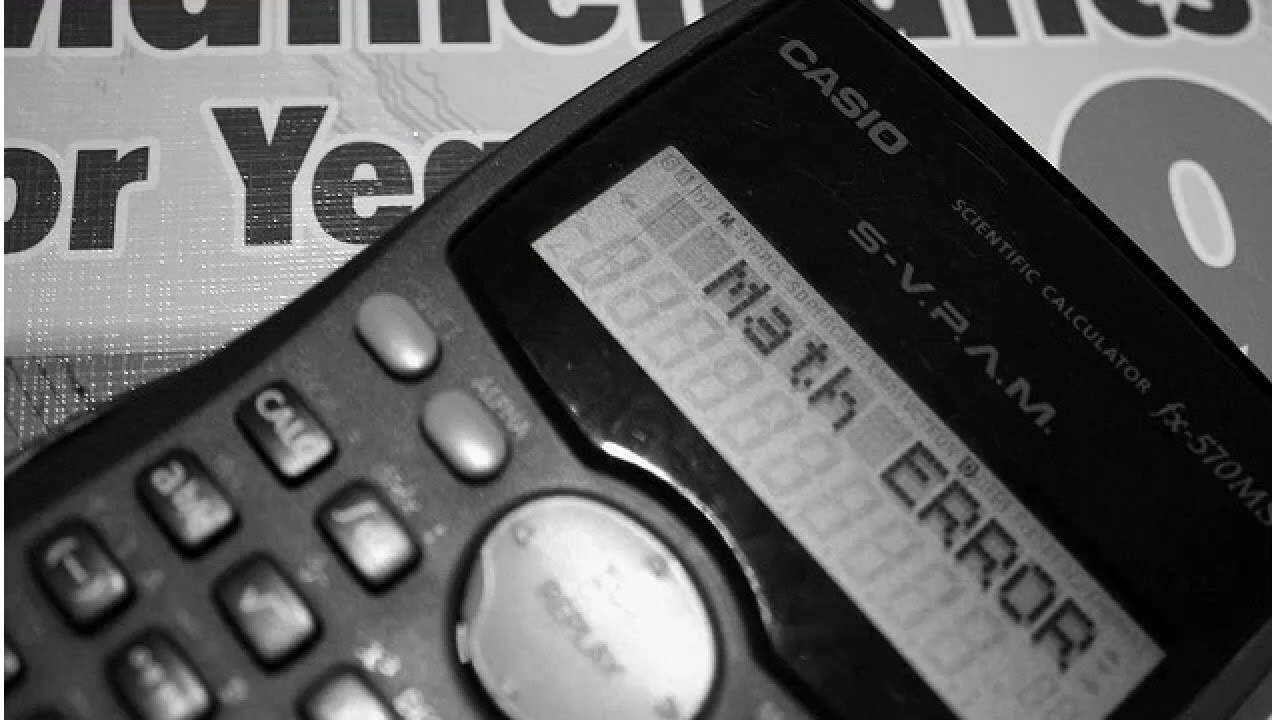 Mathematics
or Yea
CASIO
SCIENTIFIC CALCULATOR fx-570MS
S-V.P.A.M.
M
D
Math ERROR
ALPHA
CALC
REPLAY